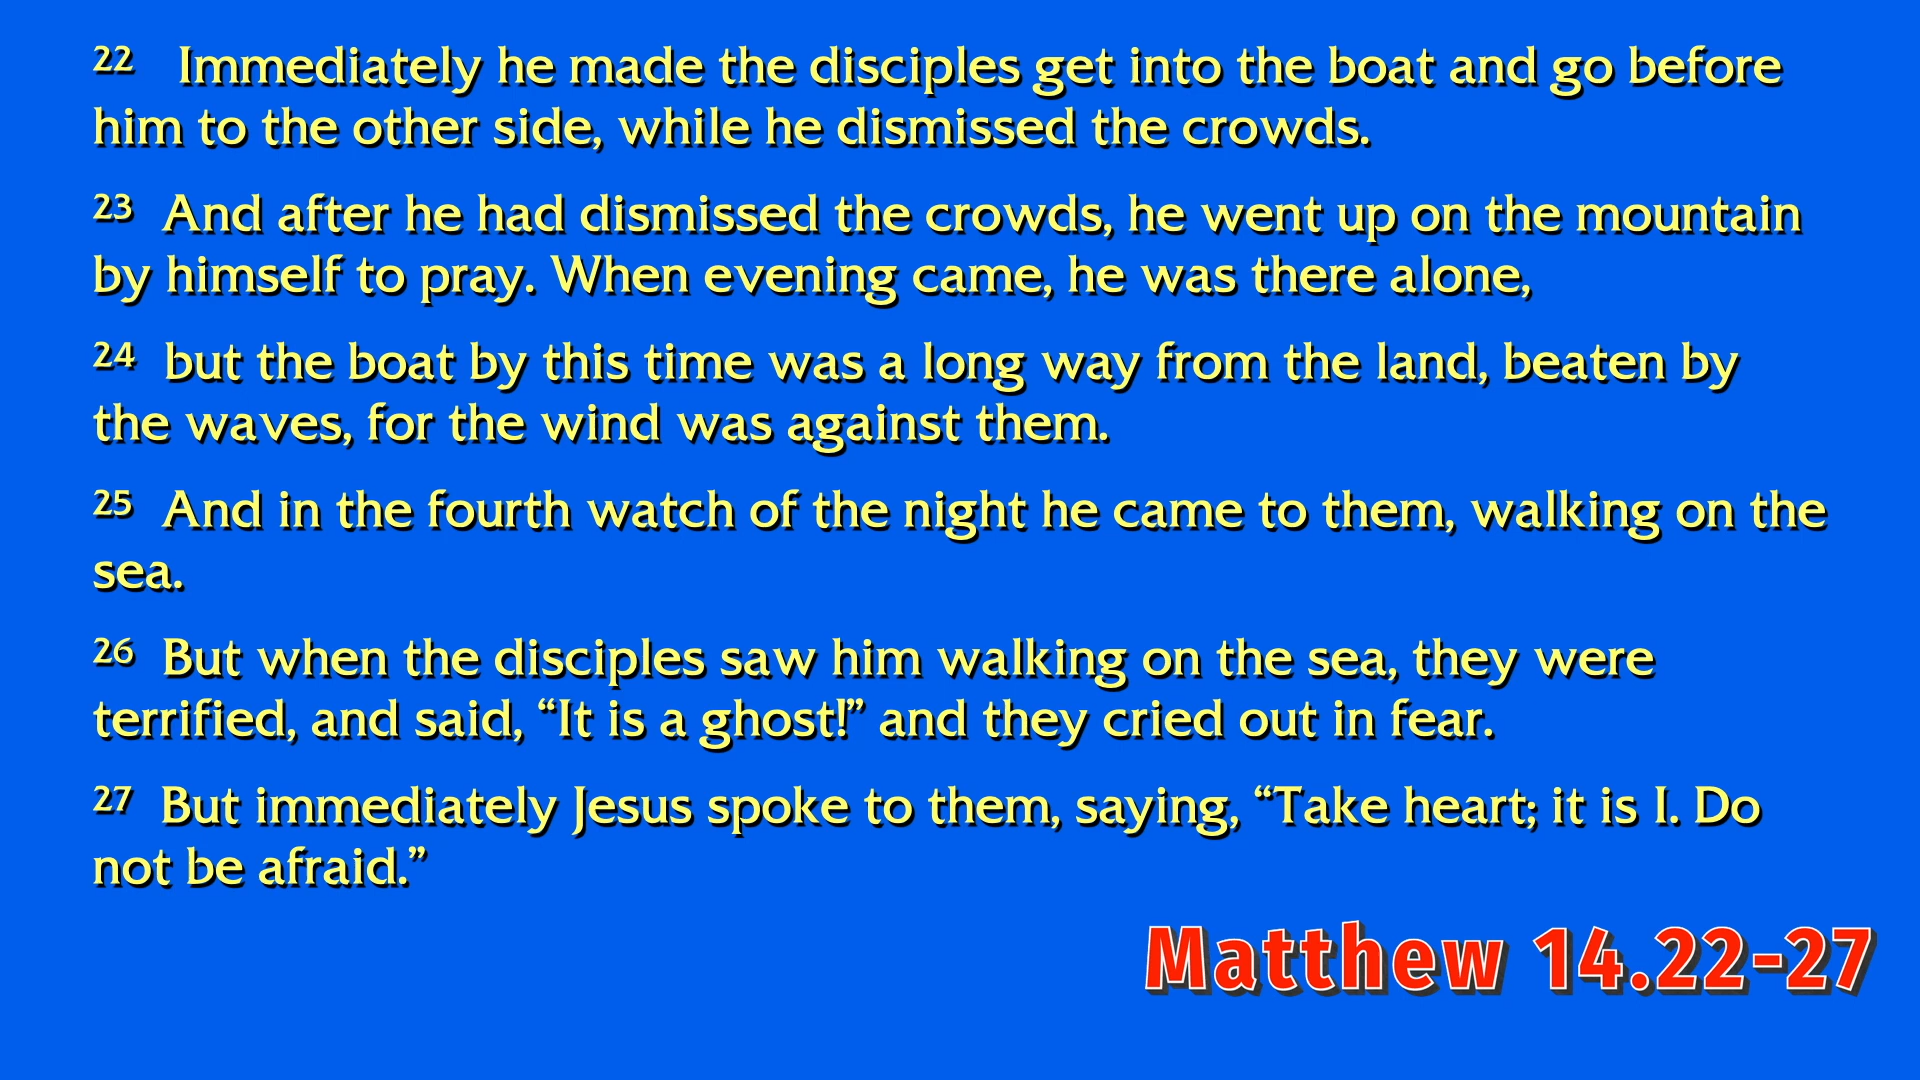 22 Immediately he made the disciples get into the boat and go before
him to the other side, while he dismissed the crowds.
23 And after he had dismissed the crowds, he went up on the mountain
by himself to pray. When evening came, he was there alone,
24 but the boat by this time was a long way from the land, beaten by
the waves, for the wind was against them.
25 And in the fourth watch of the night he came to them, walking on the
sea.
26 But when the disciples saw him walking on the sea, they were
terrified, and said, “It is a ghost!” and they cried out in fear.
27 But immediately Jesus spoke to them, saying, “Take heart; it is I. Do
not be afraid.”
Matthew 14.22-27